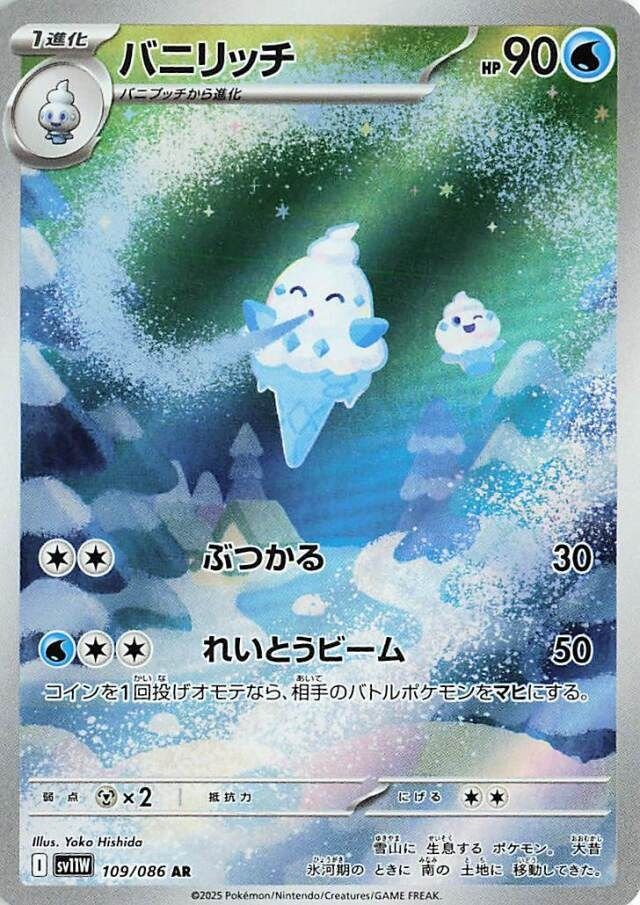 1進化
バニリッチ
HP90
バニプッチから進化
ぶつかる 30
れいとうビーム 50
コインを1回投げオモテなら、相手のバトルポケモンをマヒにする。
弱点 ×2 抵抗力 にげる
Illus. Yoko Hishida
雪山に 生息する ポケモン。 大昔
氷河期の ときに 南の 土地に 移動してきた。
I sv11W 109/086 AR
©2025 Pokémon/Nintendo/Creatures/GAME FREAK.